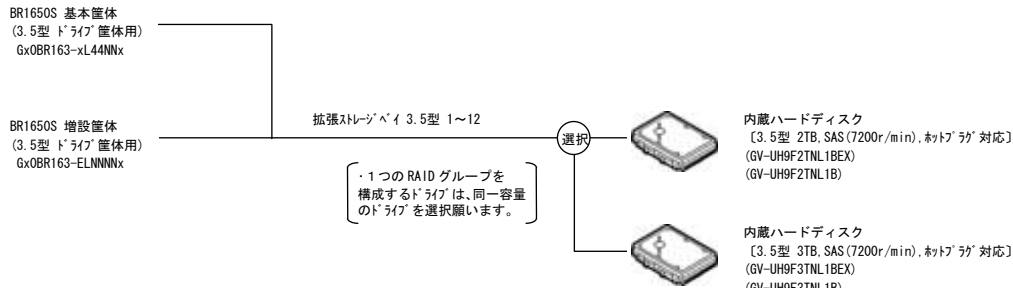 BR1650S 基本筐体
(3.5型 ﾄﾞﾗｲﾌﾞ筐体用)
GxOBR163-xL44NNx
BR1650S 増設筐体
(3.5型 ﾄﾞﾗｲﾌﾞ筐体用)
GxOBR163-ELNNNNx
拡張ｽﾄﾚｰｼﾞﾍﾞｲ 3.5型 1～12
・1つの RAID グループを
構成するﾄﾞﾗｲﾌﾞは、同一容量
のﾄﾞﾗｲﾌﾞを選択願います。
選択
内蔵ハードディスク
〔3.5型 2TB,SAS(7200r/min),ﾎｯﾄﾌﾟﾗｸﾞ対応〕
(GV-UH9F2TNL1BEX)
(GV-UH9F2TNL1B)
内蔵ハードディスク
〔3.5型 3TB,SAS(7200r/min),ﾎｯﾄﾌﾟﾗｸﾞ対応〕
(GV-UH9F3TNL1BEX)
(GV-UH9F3TNL1B)